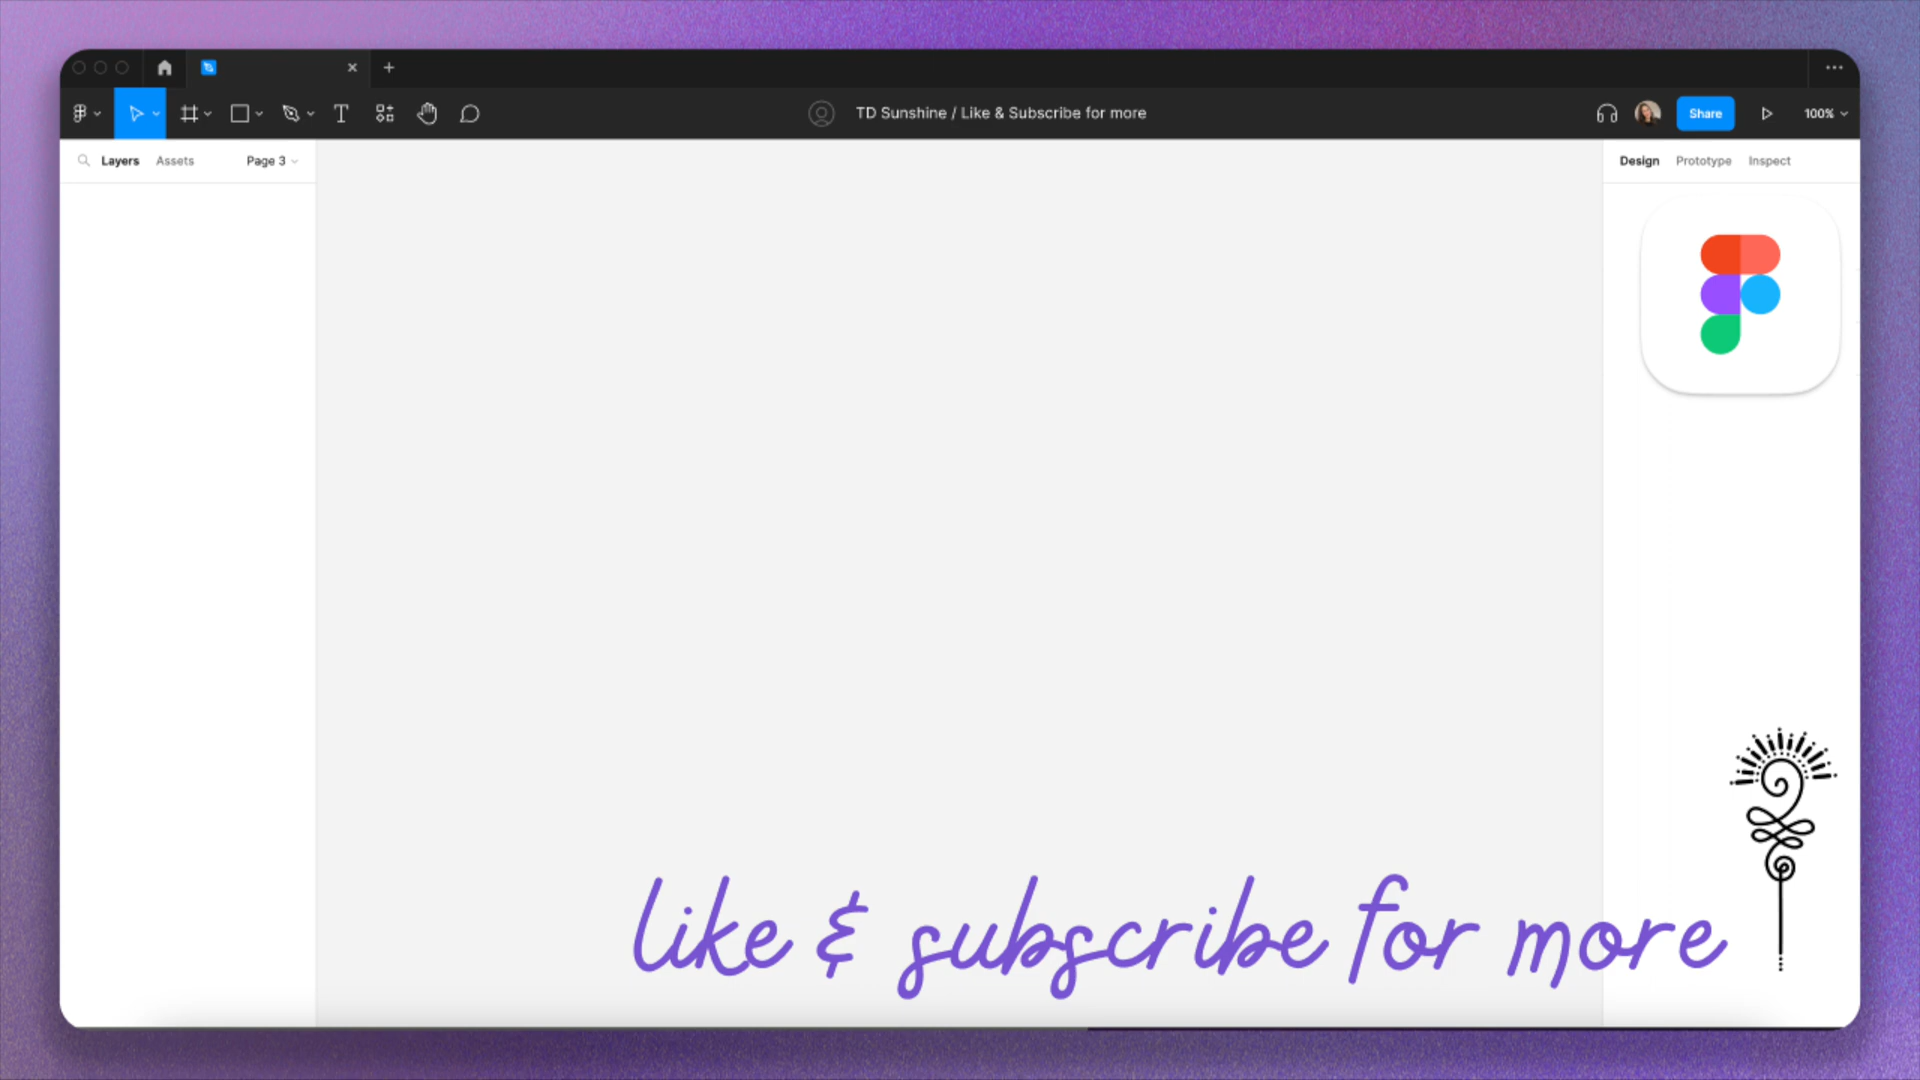 TD Sunshine / Like & Subscribe for more
Share
100%
Layers
Assets
Page 3
Design
Prototype
Inspect
like & subscribe for more